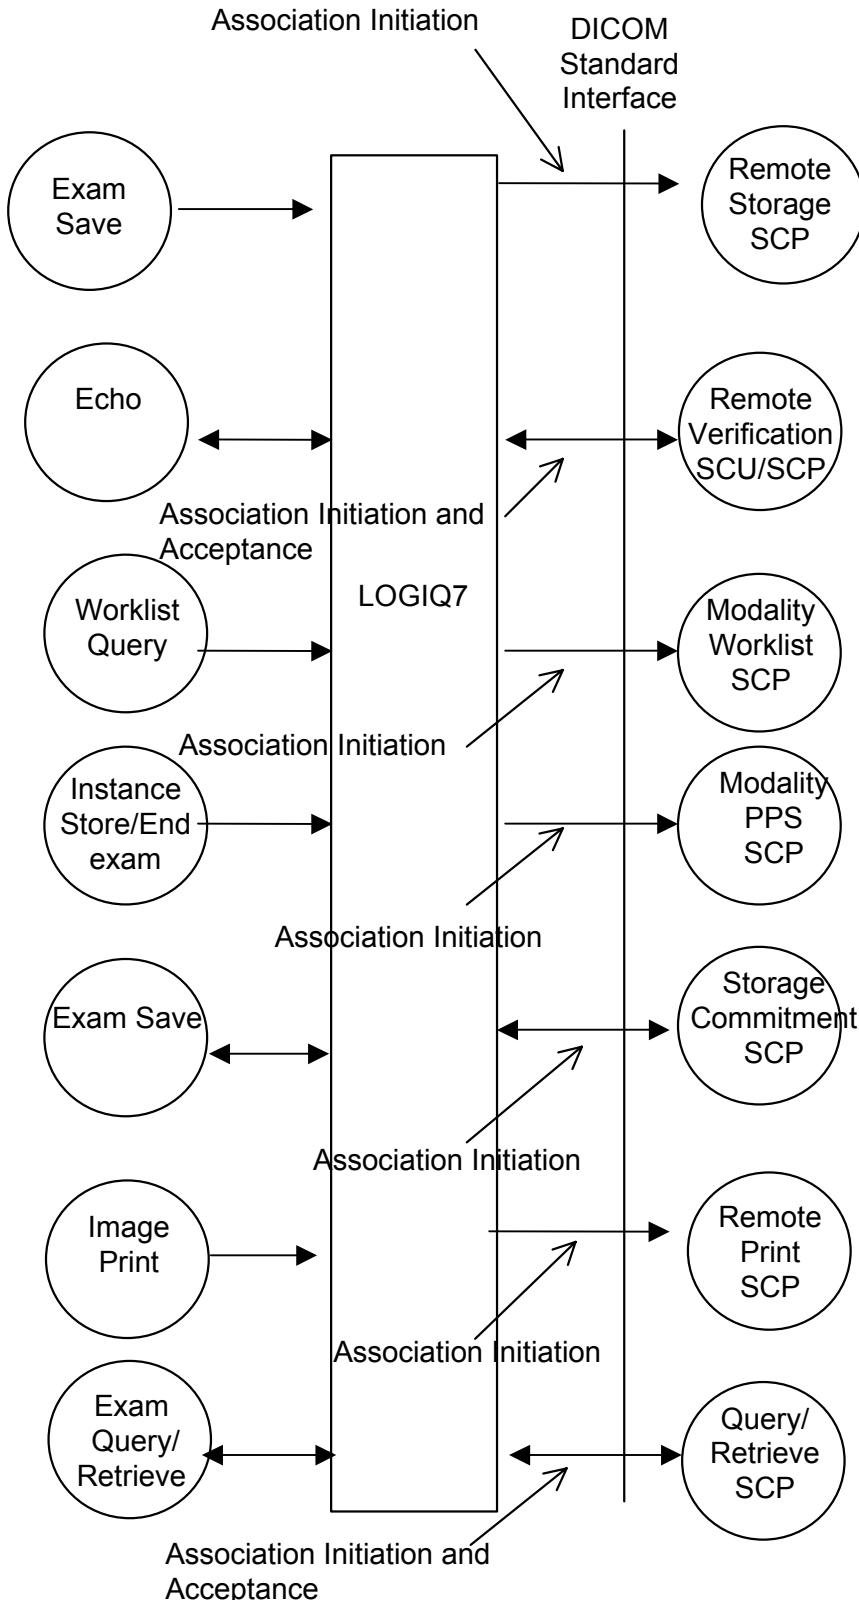 Association Initiation
DICOM
Standard
Interface
Exam
Save
Remote
Storage
SCP
Echo
Remote
Verification
SCU/SCP
Association Initiation and
Acceptance
LOGIQ7
Worklist
Query
Modality
Worklist
SCP
Association Initiation
Instance
Store/End
exam
Modality
PPS
SCP
Association Initiation
Exam Save
Storage
Commitment
SCP
Association Initiation
Image
Print
Remote
Print
SCP
Association Initiation
Exam
Query/
Retrieve
Query/
Retrieve
SCP
Association Initiation and
Acceptance